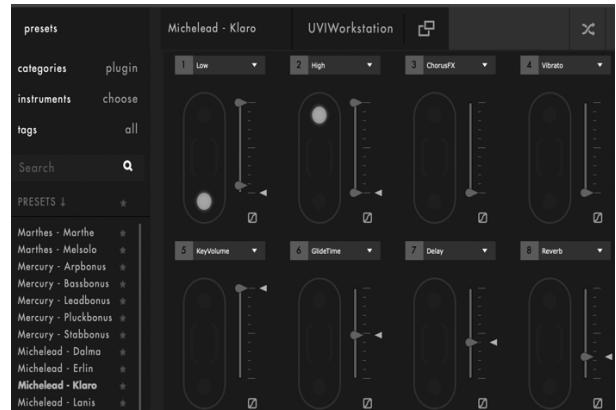 presets
categories plugin
instruments choose
tags all
Search
PRESETS ↓
Marthes - Marthe
Marthes - Melsolo
Mercury - Arpbonus
Mercury - Bassbonus
Mercury - Leadbonus
Mercury - Pluckbonus
Mercury - Stabbonus
Michelead - Dalma
Michelead - Erlin
Michelead - Klaro
Michelead - Lanis
Michelead - Klaro UVIWorkstation
1 Low 2 High 3 ChorusFX 4 Vibrato
5 KeyVolume 6 GlideTime 7 Delay 8 Reverb